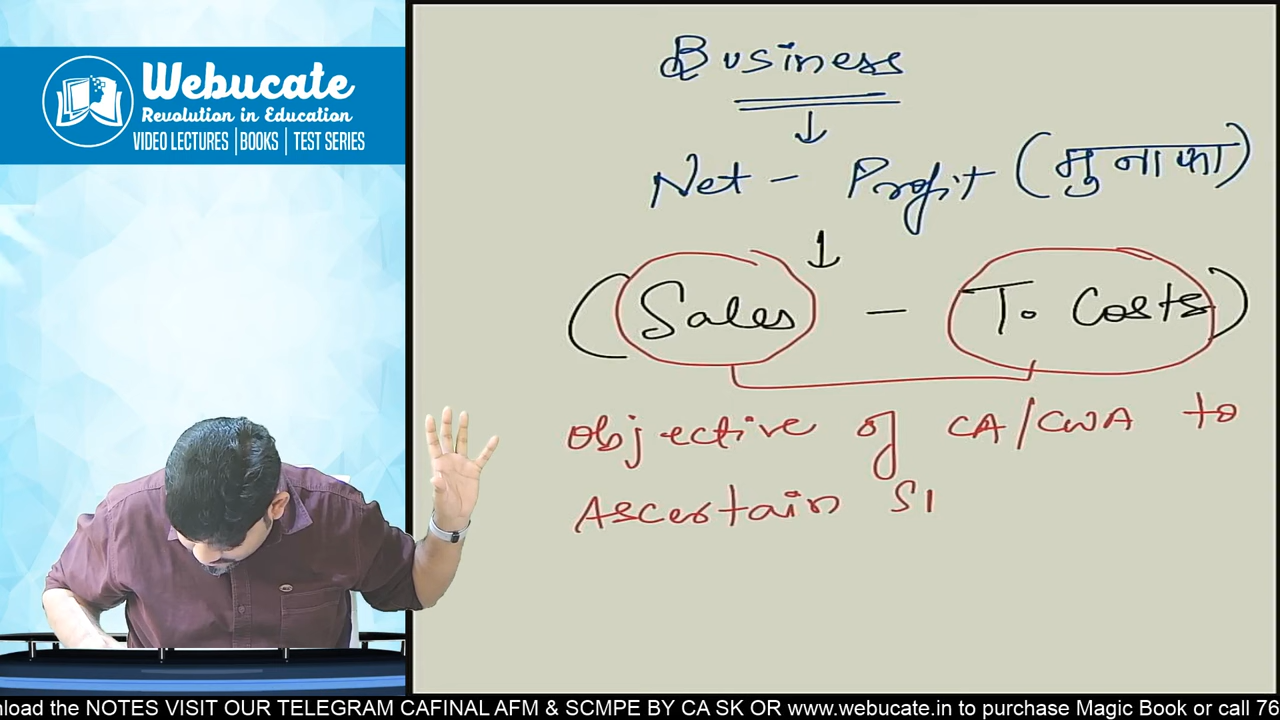 Webucate
Revolution in Education
VIDEO LECTURES | BOOKS | TEST SERIES
Business
↓
Net - Profit (मुनाफा)
↓
(Sales - To Costs)
Objective of CA/CWA to
Ascertain
nload the NOTES VISIT OUR TELEGRAM CAFINAL AFM & SCMPE BY CA SK OR www.webucate.in to purchase Magic Book or call 76